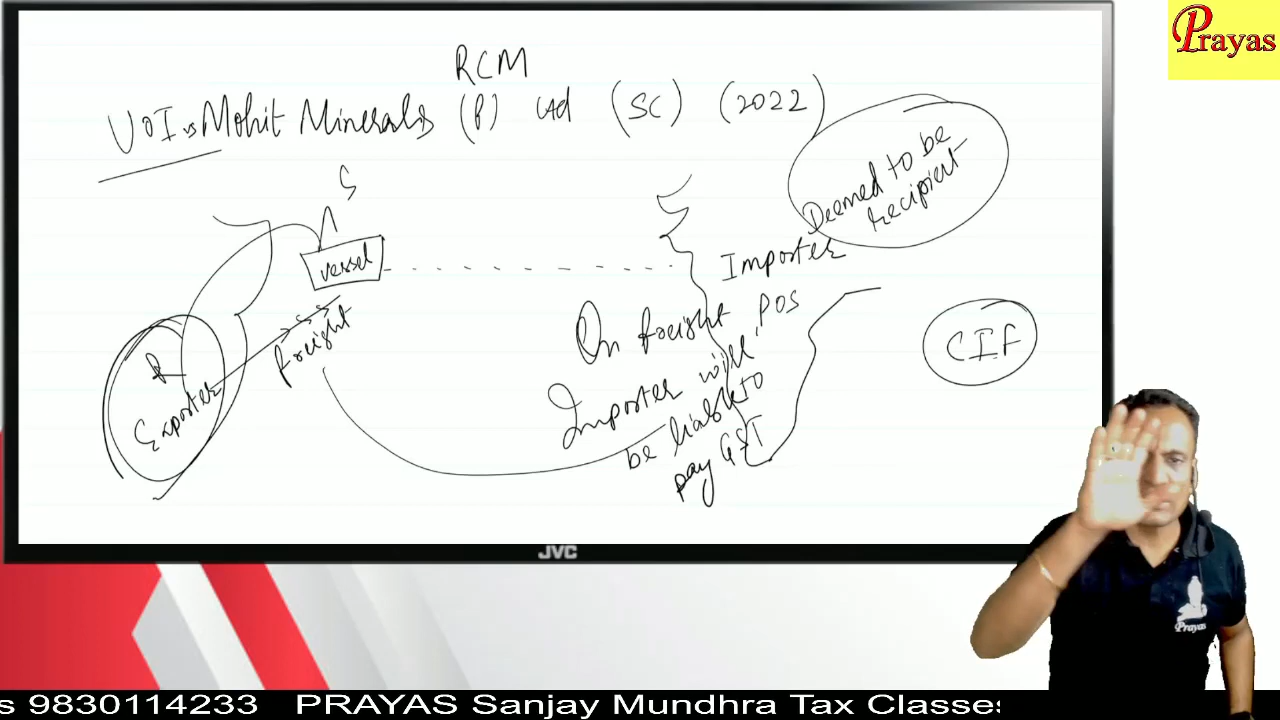 Prayas
RCM
UOI vs Mohit Minerals (P) Ltd (SC) (2022)
Deemed to be
recipient
S
vessel
Importer
freight
On freight POS
CIF
R
Exporter
Importer will
be liable to
pay GST
JVC
Prayas
s 9830114233 PRAYAS Sanjay Mundhra Tax Classes